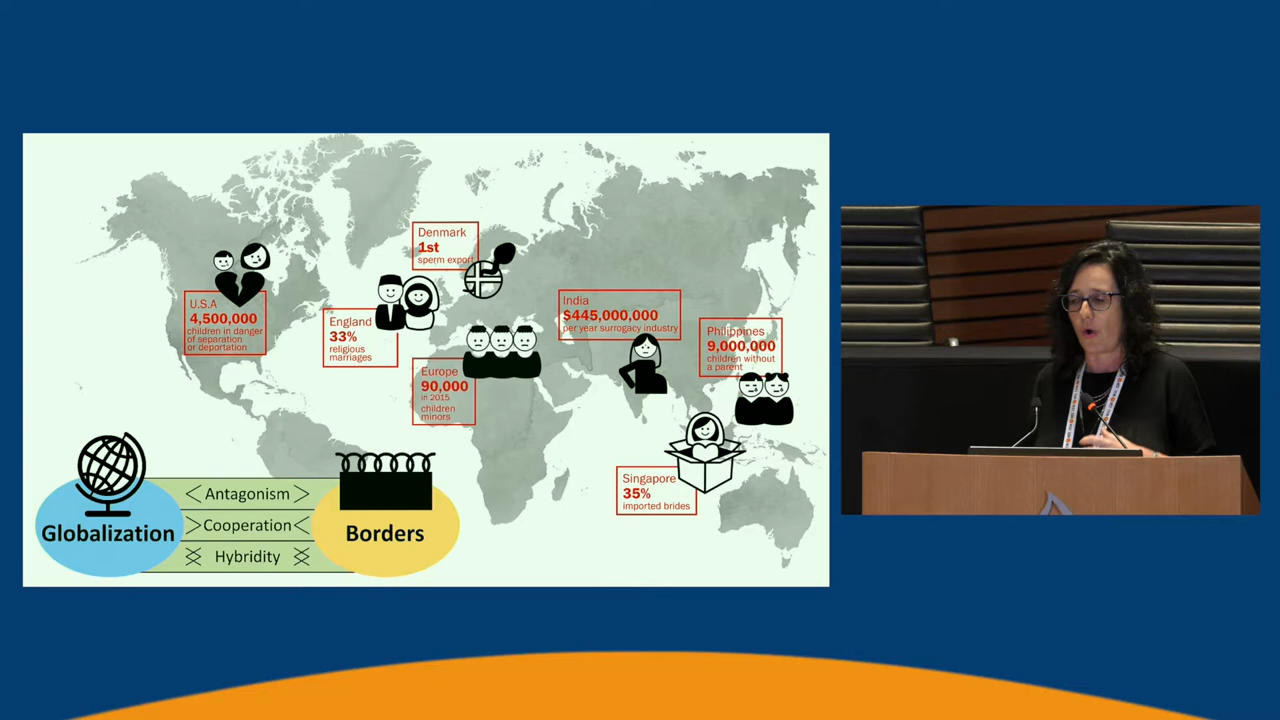 Denmark
1st
sperm export
U.S.A
4,500,000
children in danger
of separation
or deportation
England
33%
religious
marriages
Europe
90,000
in 2015
children
minors
India
$445,000,000
per year surrogacy industry
Philippines
9,000,000
children without
a parent
Singapore
35%
imported brides
Globalization
<Antagonism>
>Cooperation<
Hybridity
Borders